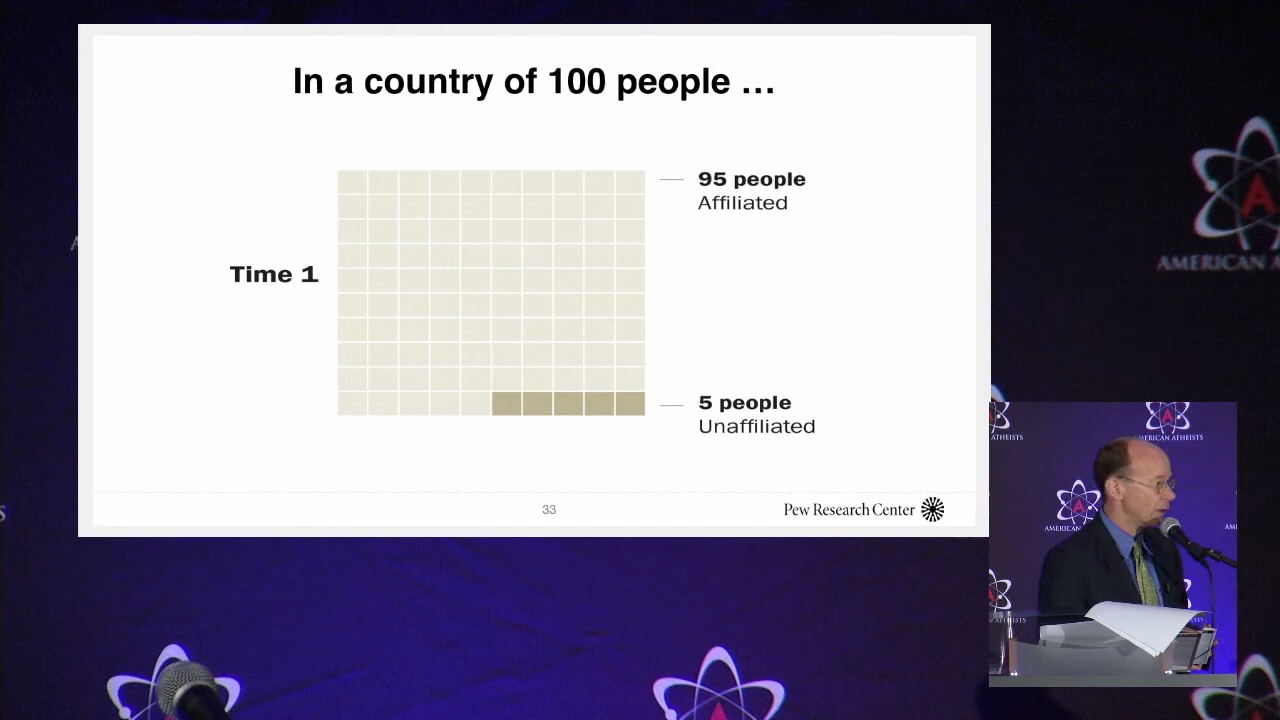 In a country of 100 people …
95 people
Affiliated
Time 1
5 people
Unaffiliated
33
Pew Research Center
AMERICAN A
A
ATHEISTS
AMERICAN ATHEISTS
AMERICAN